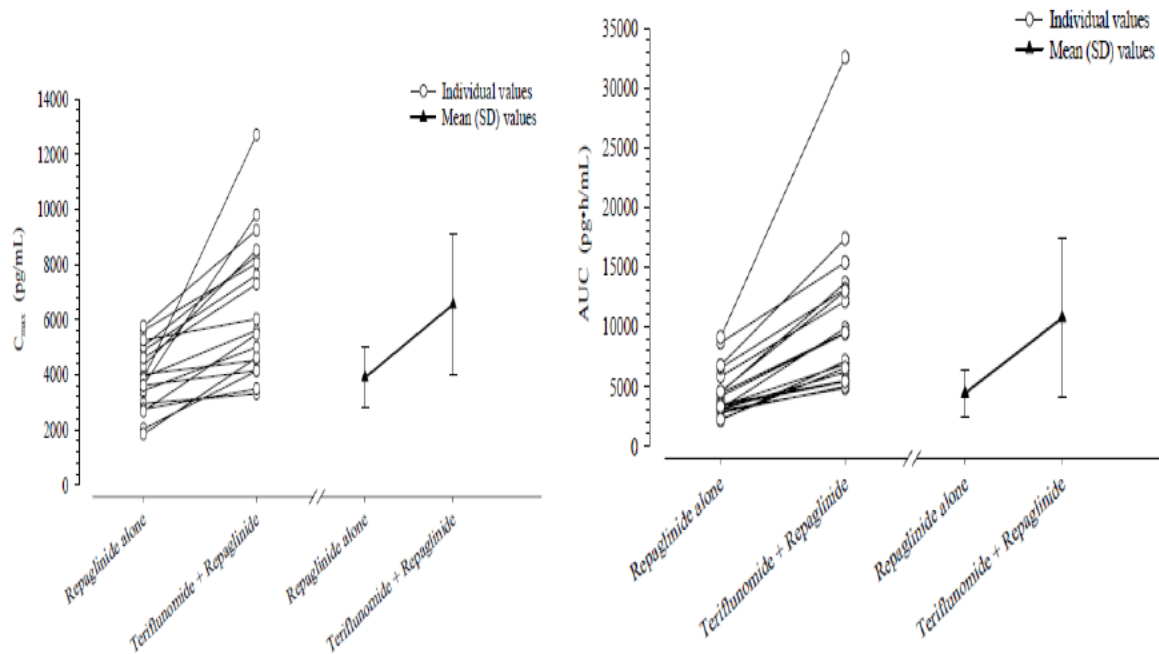 Individual values
Mean (SD) values
14000
12000
10000
8000
6000
4000
2000
0
Cmax (pg/mL)
Repaglinide alone
Teriflunomide + Repaglinide
Repaglinide alone
Teriflunomide + Repaglinide
Individual values
Mean (SD) values
35000
30000
25000
20000
15000
10000
5000
0
AUC (pg•h/mL)
Repaglinide alone
Teriflunomide + Repaglinide
Repaglinide alone
Teriflunomide + Repaglinide